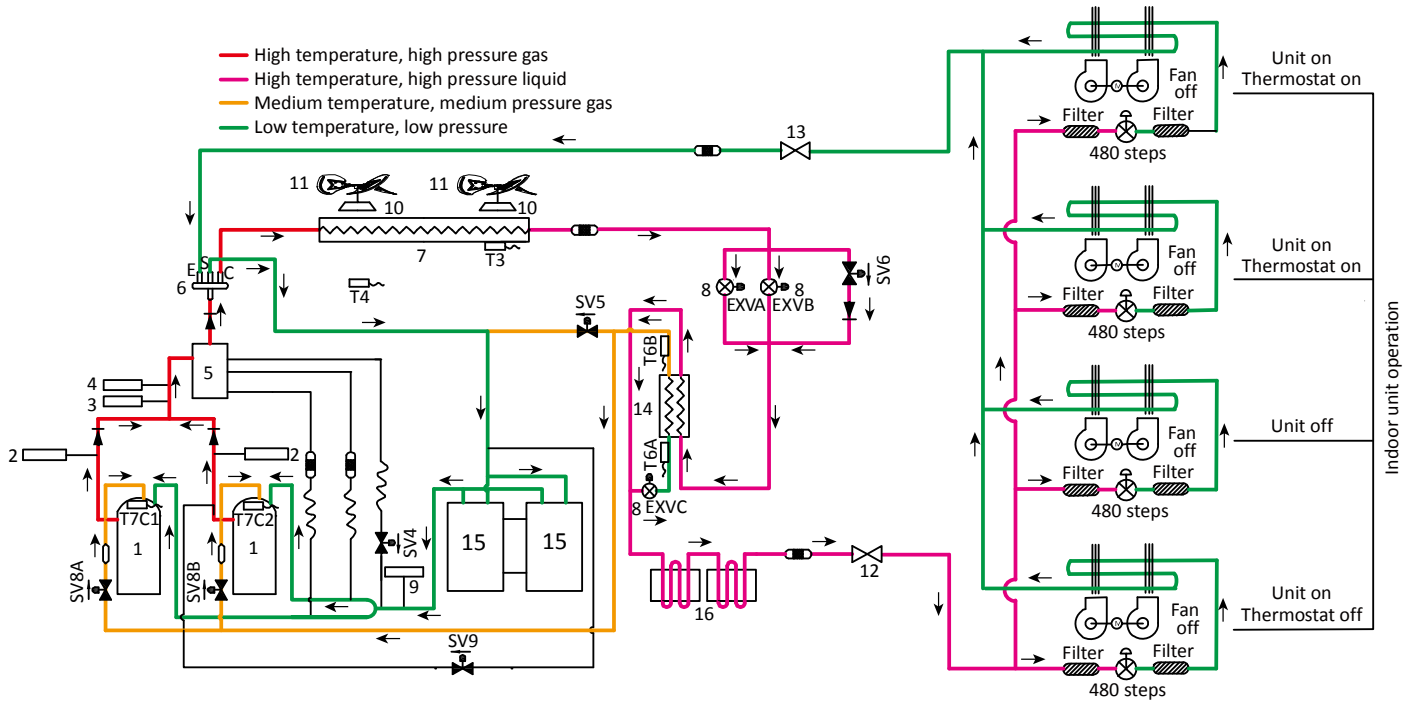 High temperature, high pressure gas
High temperature, high pressure liquid
Medium temperature, medium pressure gas
Low temperature, low pressure
13
11
11
10
10
7
T3
T4
E
S
C
6
5
4
3
2
2
T7C1
T7C2
1
1
SV8A
SV8B
SV4
9
SV9
15
15
SV5
T6B
14
T6A
8
EXVC
8
EXVA
8
EXVB
SV6
16
12
Fan
off
M
Filter
Filter
480 steps
Unit on
Thermostat on
Fan
off
M
Filter
Filter
480 steps
Unit on
Thermostat on
Fan
off
M
Filter
Filter
480 steps
Unit off
Fan
off
M
Filter
Filter
480 steps
Unit on
Thermostat off
Indoor unit operation